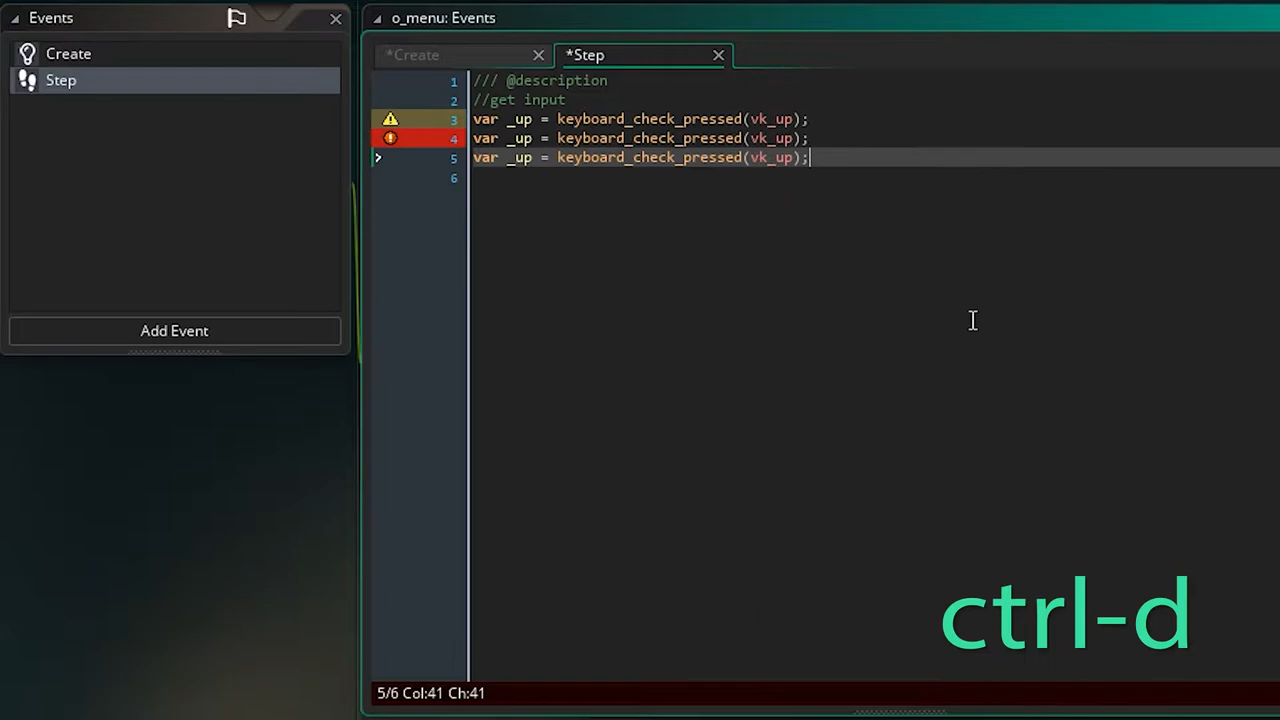 Events
o_menu: Events
Create
Step
Add Event
*Create
*Step
1 /// @description
2 //get input
3 var _up = keyboard_check_pressed(vk_up);
4 var _up = keyboard_check_pressed(vk_up);
5 var _up = keyboard_check_pressed(vk_up);
6
ctrl-d
5/6 Col:41 Ch:41